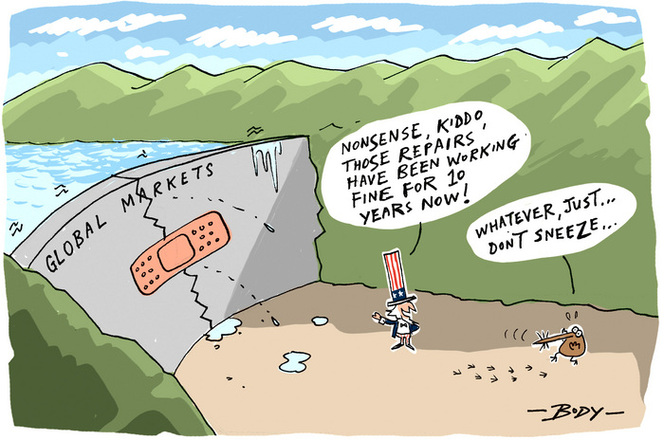 GLOBAL MARKETS
NONSENSE, KIDDO,
THOSE REPAIRS
HAVE BEEN WORKING
FINE FOR 10
YEARS NOW!
WHATEVER, JUST...
DON'T SNEEZE...
—BODY—